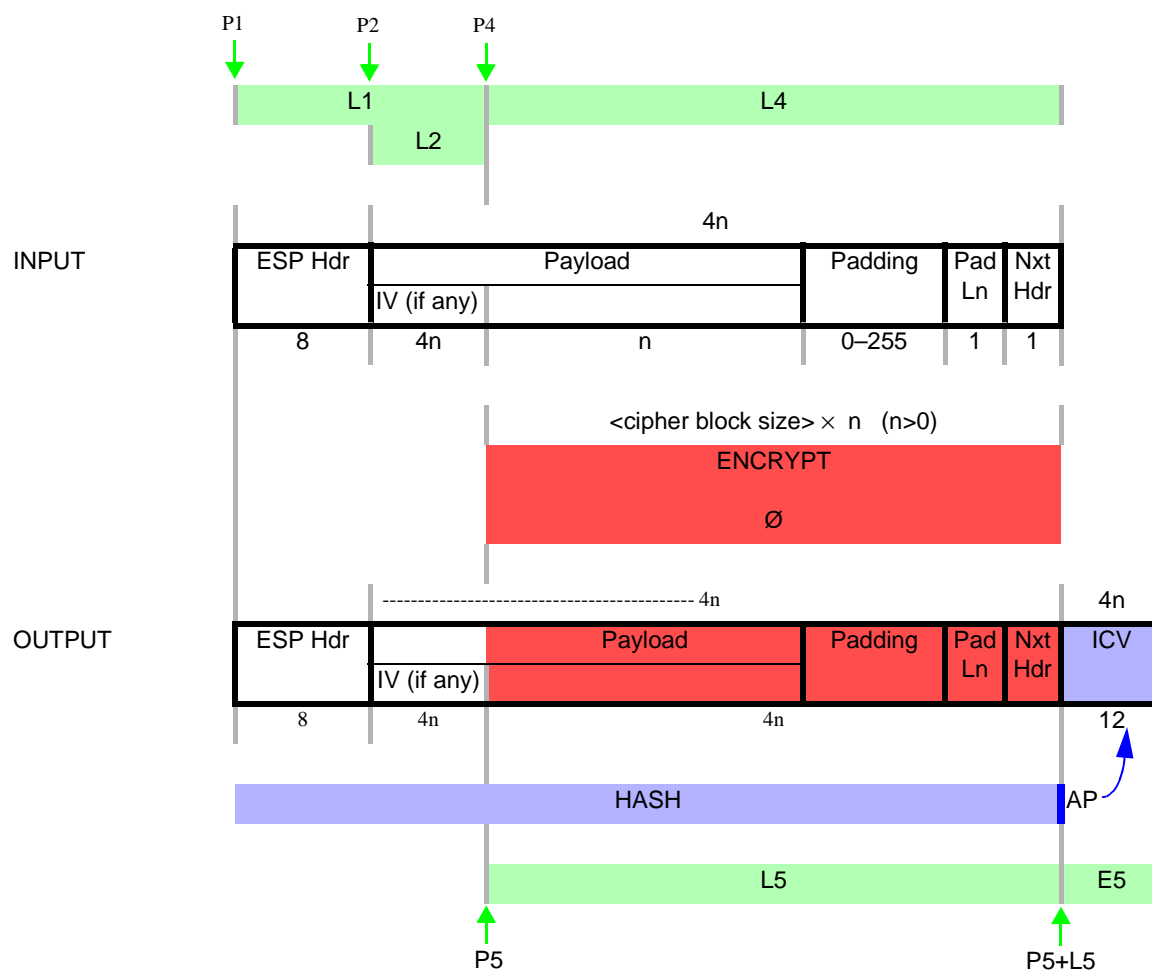 P1 P2 P4
L1 L4
L2
4n
INPUT ESP Hdr Payload Padding Pad Ln Nxt Hdr
IV (if any)
8 4n n 0–255 1 1
<cipher block size> × n (n>0)
ENCRYPT
Ø
------------------------------------------- 4n 4n
OUTPUT ESP Hdr Payload Padding Pad Ln Nxt Hdr ICV
IV (if any)
8 4n 4n 12
HASH AP
L5 E5
P5 P5+L5